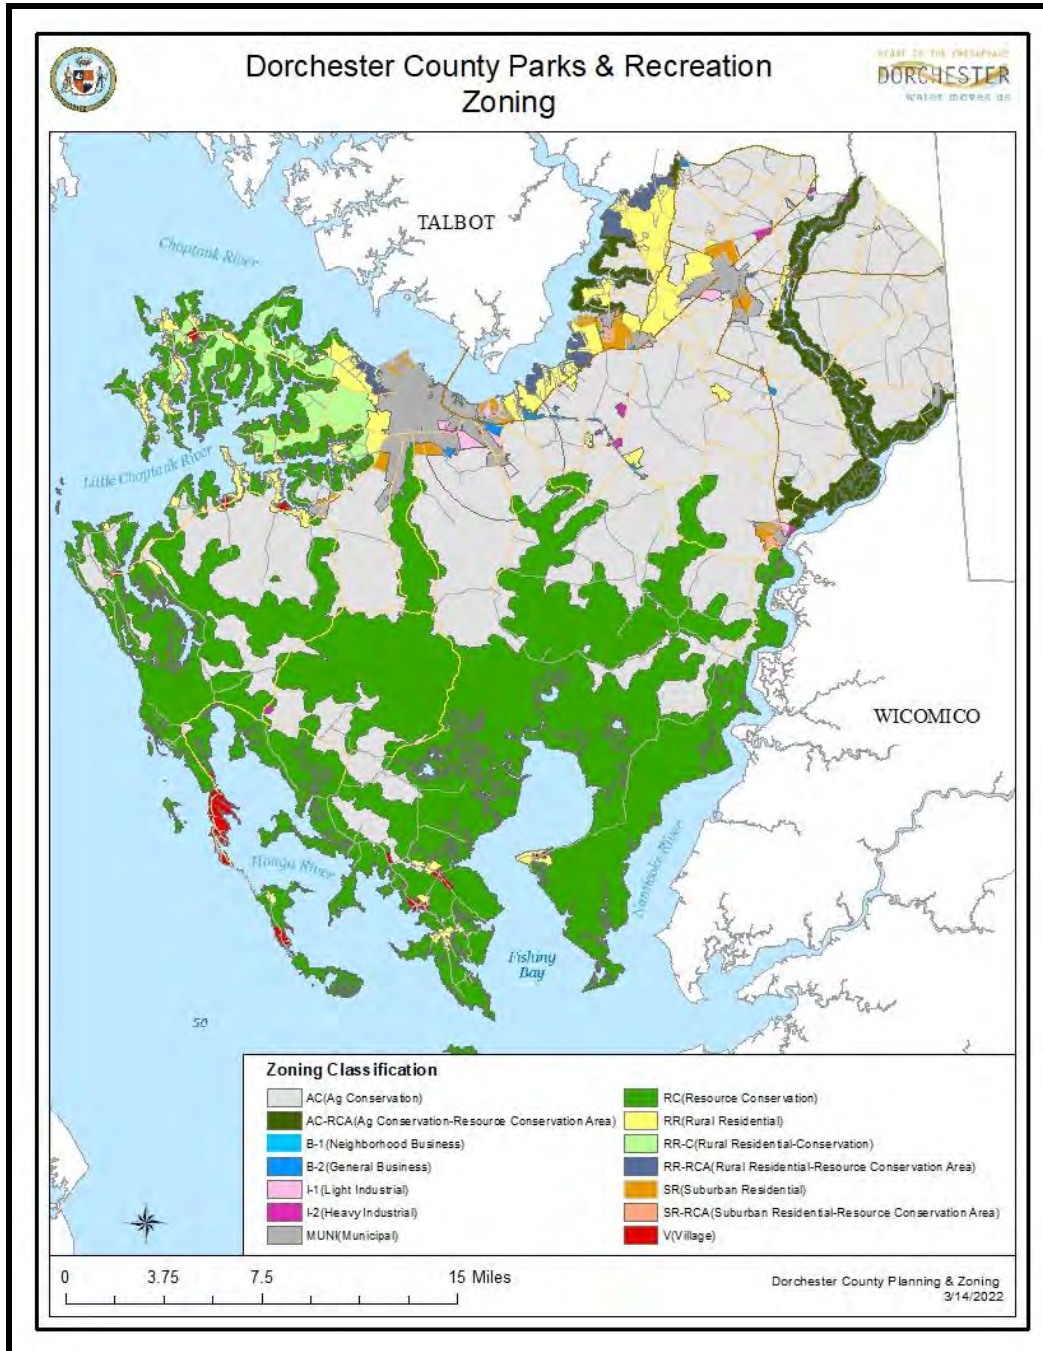 Dorchester County Parks & Recreation
Zoning
HEART OF THE CHESAPEAKE
DORCHESTER
water moves us
TALBOT
Choptank River
Little Choptank River
WICOMICO
Honga River
Nanticoke River
Fishing
Bay
50
Zoning Classification
AC(Ag Conservation)
AC-RCA(Ag Conservation-Resource Conservation Area)
B-1(Neighborhood Business)
B-2(General Business)
I-1(Light Industrial)
I-2(Heavy Industrial)
MUNI(Municipal)
RC(Resource Conservation)
RR(Rural Residential)
RR-C(Rural Residential-Conservation)
RR-RCA(Rural Residential-Resource Conservation Area)
SR(Suburban Residential)
SR-RCA(Suburban Residential-Resource Conservation Area)
V(Village)
0 3.75 7.5 15 Miles
Dorchester County Planning & Zoning
3/14/2022